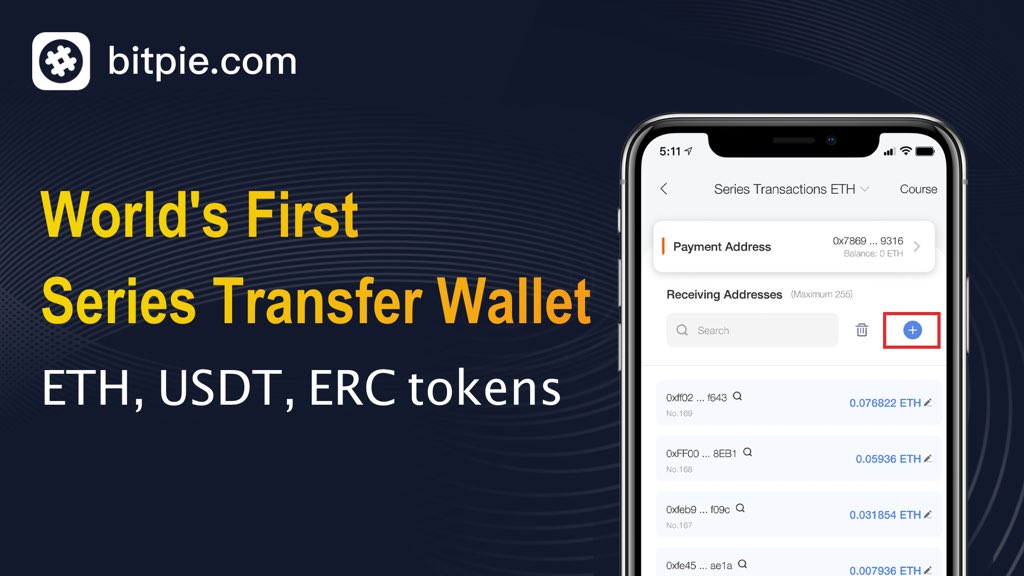 bitpie.com
World's First
Series Transfer Wallet
ETH, USDT, ERC tokens
5:11
Series Transactions ETH
Course
Payment Address
0x7869 ... 9316
Balance: 0 ETH
Receiving Addresses (Maximum 255)
Search
0xff02 ... f643
No.169
0.076822 ETH
0xFF00 ... 8EB1
No.168
0.05936 ETH
0xfeb9 ... f09c
No.167
0.031854 ETH
0xfe45 ... ae1a
0.007936 ETH